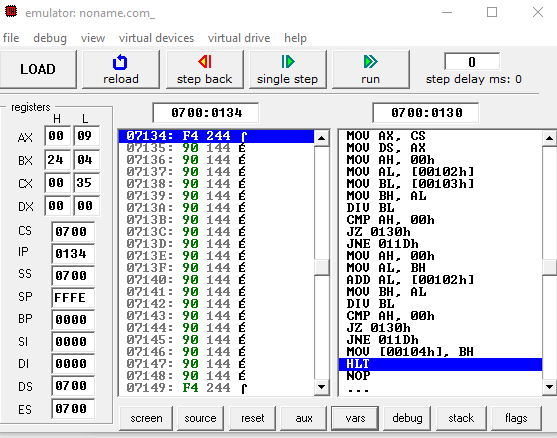 emulator: noname.com_
file debug view virtual devices virtual drive help
LOAD reload step back single step run 0 step delay ms: 0
registers
H L
AX 00 09
BX 24 04
CX 00 35
DX 00 00
CS 0700
IP 0134
SS 0700
SP FFFE
BP 0000
SI 0000
DI 0000
DS 0700
ES 0700
0700:0134
07134: F4 244 ⌠
07135: 90 144 É
07136: 90 144 É
07137: 90 144 É
07138: 90 144 É
07139: 90 144 É
0713A: 90 144 É
0713B: 90 144 É
0713C: 90 144 É
0713D: 90 144 É
0713E: 90 144 É
0713F: 90 144 É
07140: 90 144 É
07141: 90 144 É
07142: 90 144 É
07143: 90 144 É
07144: 90 144 É
07145: 90 144 É
07146: 90 144 É
07147: 90 144 É
07148: 90 144 É
07149: F4 244 ⌠
0700:0130
MOV AX, CS
MOV DS, AX
MOV AH, 00h
MOV AL, [00102h]
MOV BL, [00103h]
MOV BH, AL
DIV BL
CMP AH, 00h
JZ 0130h
JNE 011Dh
MOV AH, 00h
MOV AL, BH
ADD AL, [00102h]
MOV BH, AL
DIV BL
CMP AH, 00h
JZ 0130h
JNE 011Dh
MOV [00104h], BH
HLT
NOP
...
screen source reset aux vars debug stack flags